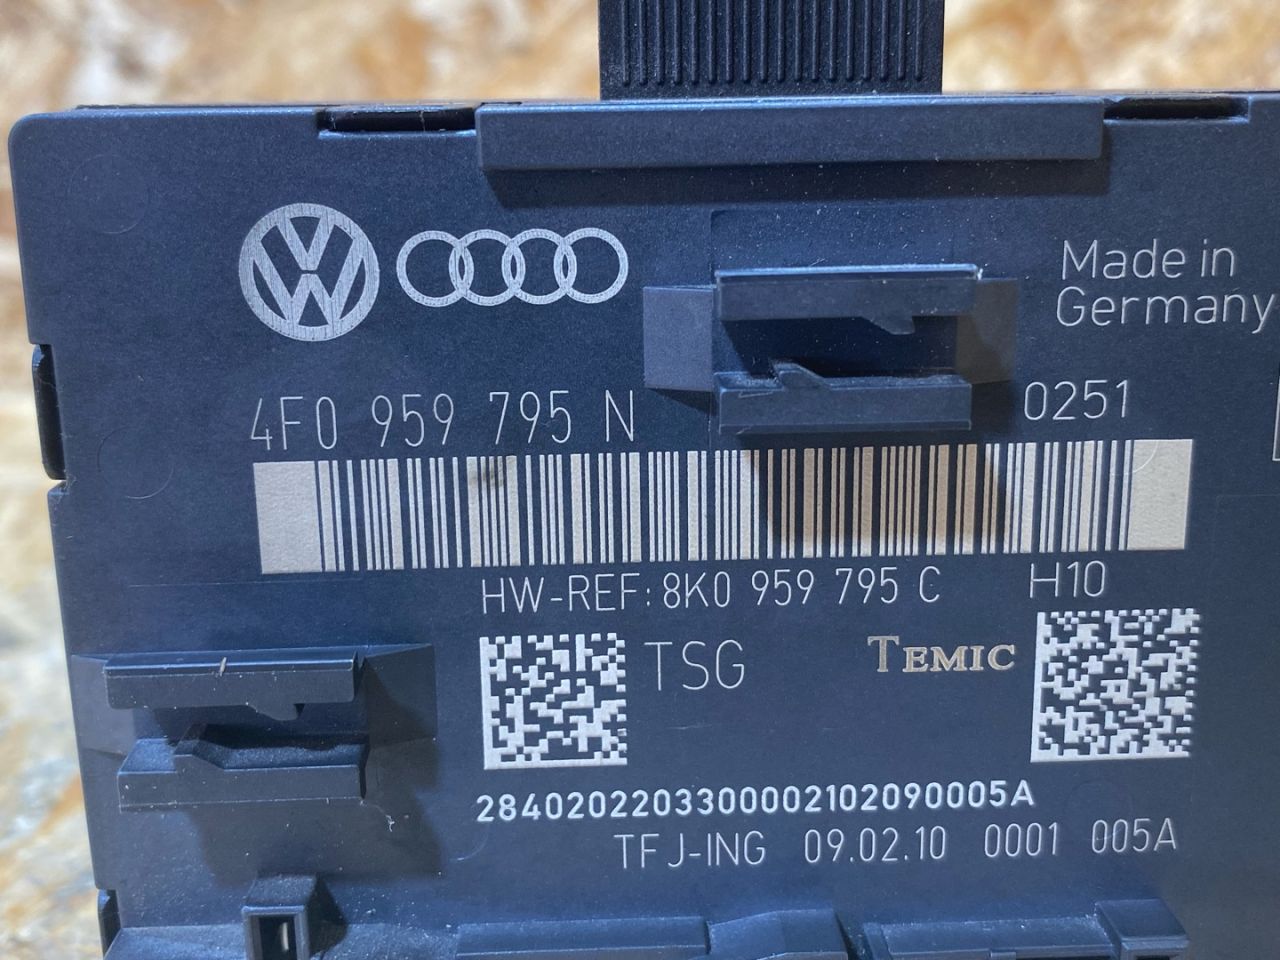 Made in
Germany
4F0 959 795 N 0251
HW-REF: 8K0 959 795 C H10
TSG TEMIC
2840202203300002102090005A
TFJ-ING 09.02.10 0001 005A